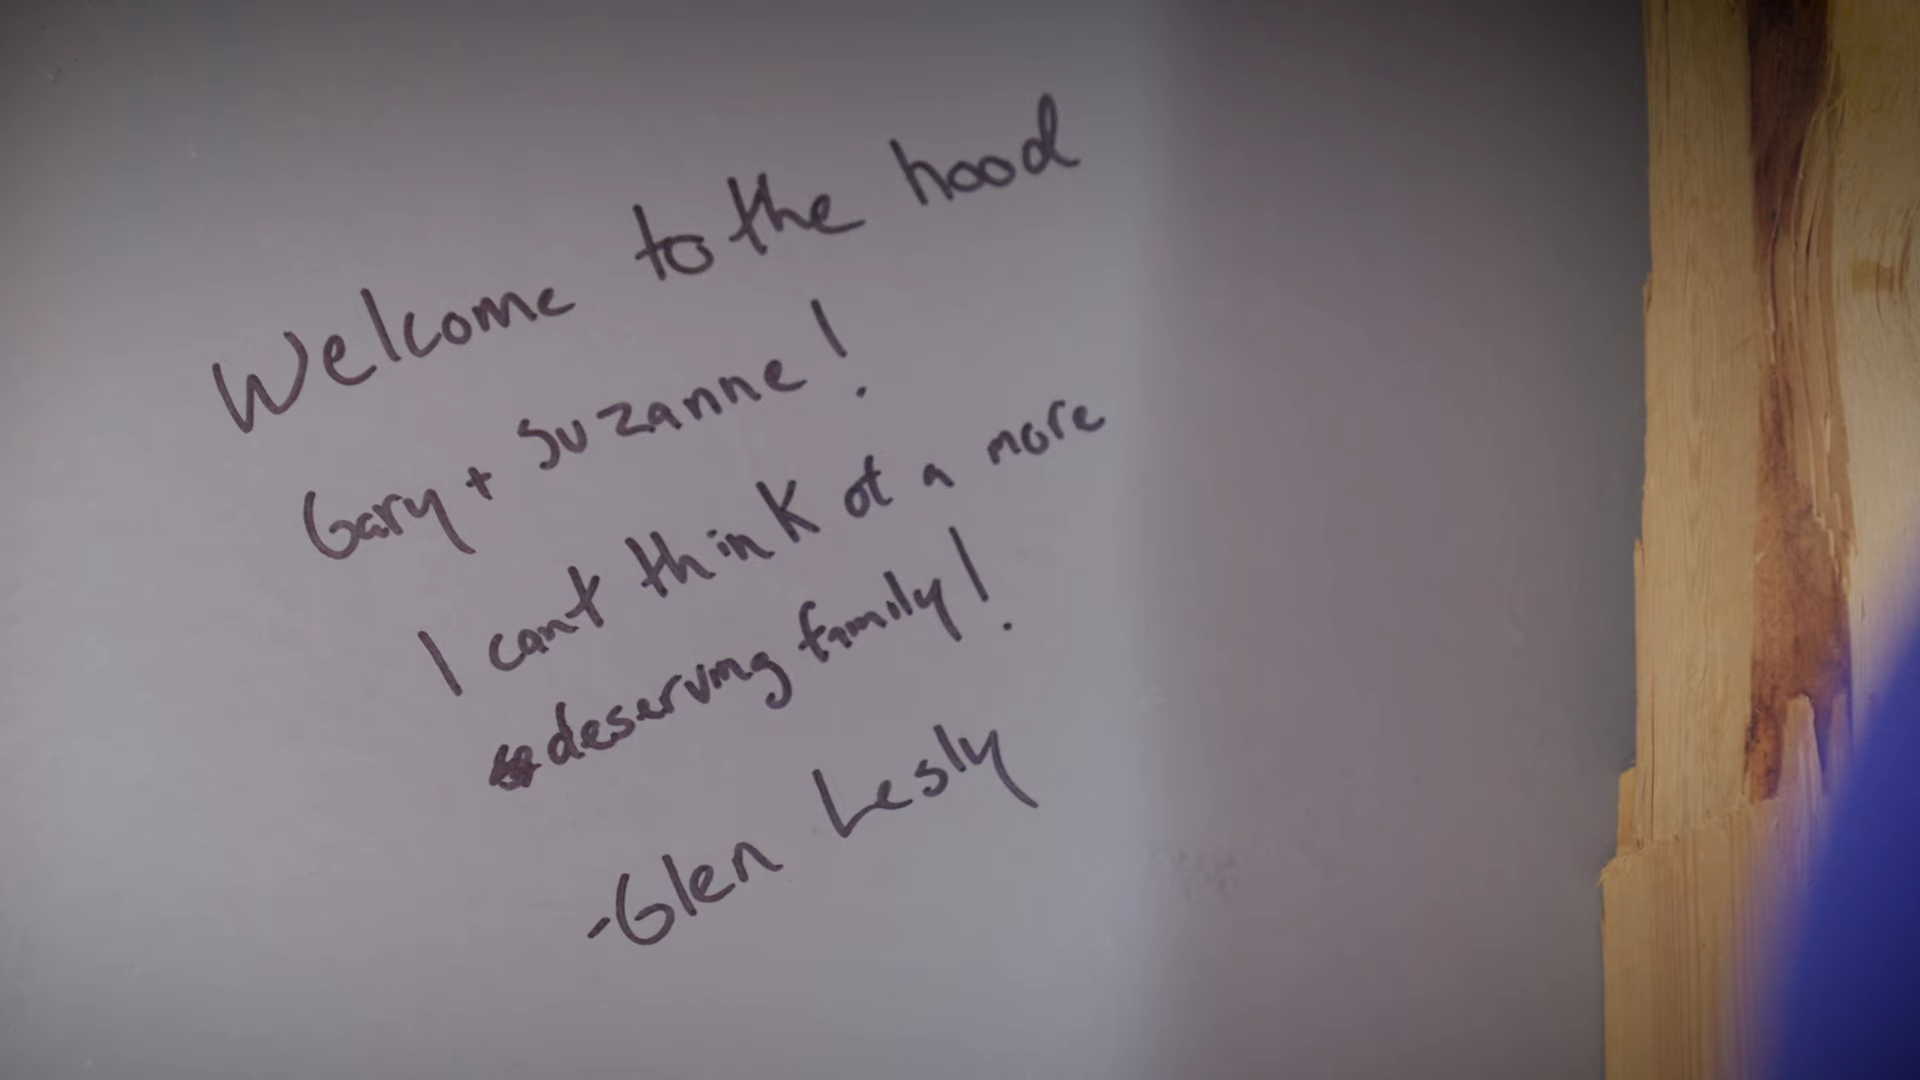 Welcome to the hood
Gary + Suzanne!
I cant think of a more
deserving family!
-Glen Lesly